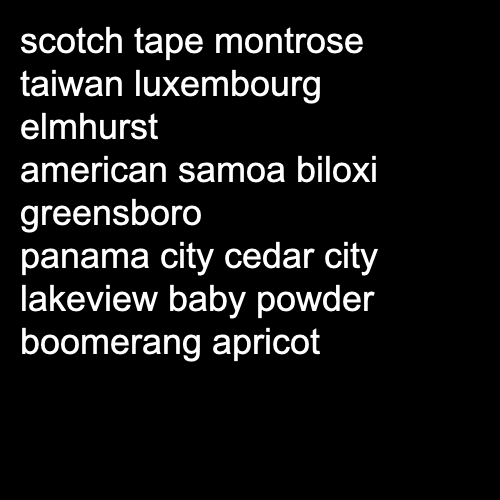 scotch tape montrose
taiwan luxembourg
elmhurst
american samoa biloxi
greensboro
panama city cedar city
lakeview baby powder
boomerang apricot